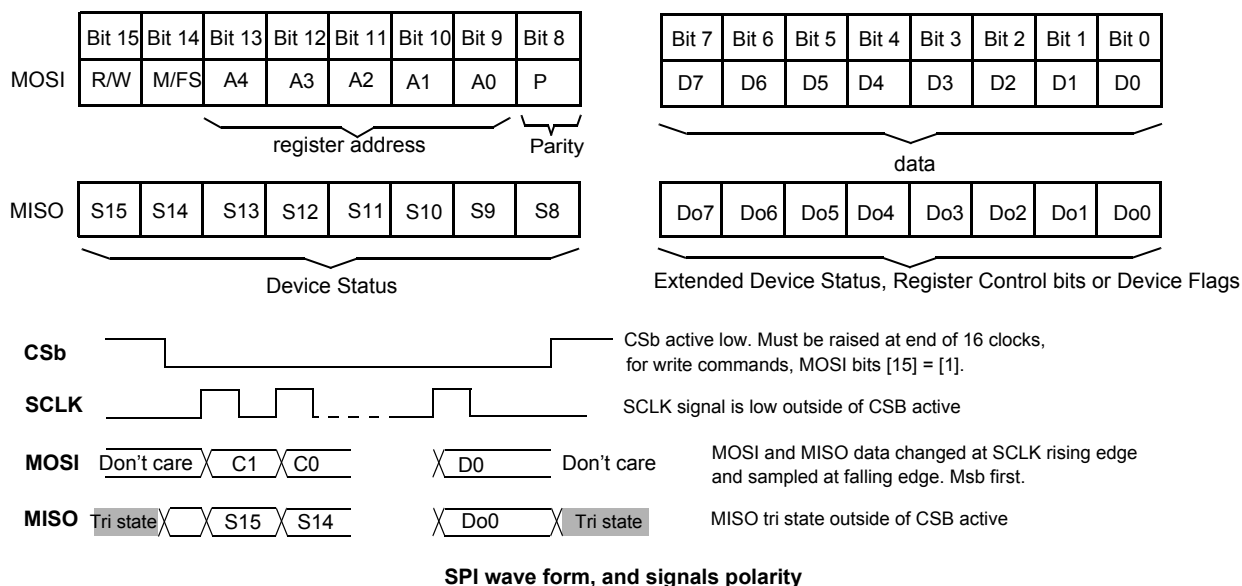 Bit 15 Bit 14 Bit 13 Bit 12 Bit 11 Bit 10 Bit 9 Bit 8 Bit 7 Bit 6 Bit 5 Bit 4 Bit 3 Bit 2 Bit 1 Bit 0
MOSI R/W M/FS A4 A3 A2 A1 A0 P D7 D6 D5 D4 D3 D2 D1 D0
register address Parity data
MISO S15 S14 S13 S12 S11 S10 S9 S8 Do7 Do6 Do5 Do4 Do3 Do2 Do1 Do0
Device Status Extended Device Status, Register Control bits or Device Flags
CSb
CSb active low. Must be raised at end of 16 clocks,
for write commands, MOSI bits [15] = [1].
SCLK
SCLK signal is low outside of CSB active
MOSI Don't care C1 C0 D0 Don't care
MOSI and MISO data changed at SCLK rising edge
and sampled at falling edge. Msb first.
MISO Tri state S15 S14 Do0 Tri state
MISO tri state outside of CSB active
SPI wave form, and signals polarity